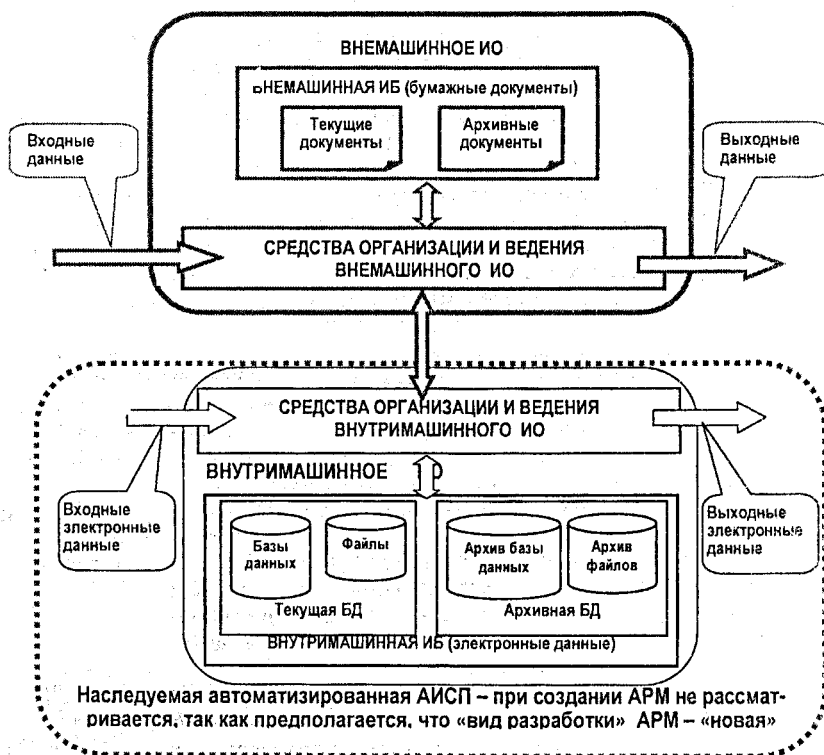 ВНЕМАШИННОЕ ИО
ВНЕМАШИННАЯ ИБ (бумажные документы)
Текущие
документы
Архивные
документы
Входные
данные
Выходные
данные
СРЕДСТВА ОРГАНИЗАЦИИ И ВЕДЕНИЯ
ВНЕМАШИННОГО ИО
СРЕДСТВА ОРГАНИЗАЦИИ И ВЕДЕНИЯ
ВНУТРИМАШИННОГО ИО
ВНУТРИМАШИННОЕ
Входные
электронные
данные
Выходные
электронные
данные
Базы
данных
Файлы
Архив базы
данных
Архив
файлов
Текущая БД
Архивная БД
ВНУТРИМАШИННАЯ ИБ (электронные данные)
Наследуемая автоматизированная АИСП – при создании АРМ не рассмат-
ривается, так как предполагается, что «вид разработки» АРМ – «новая»